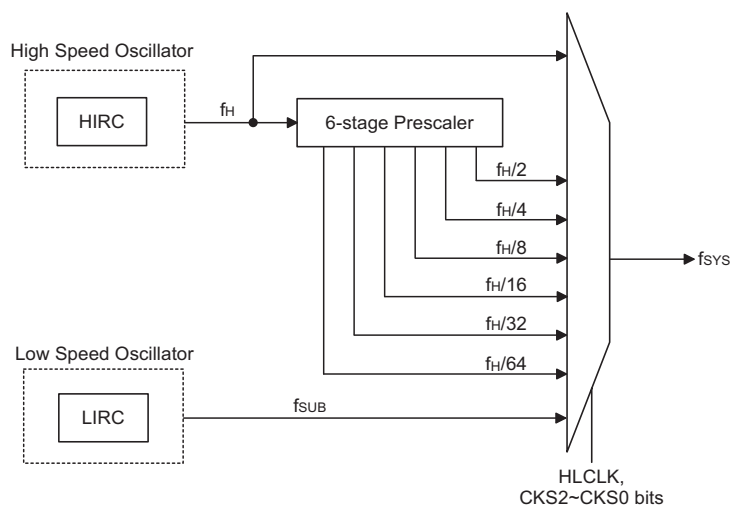 High Speed Oscillator
HIRC
fH
6-stage Prescaler
fH/2
fH/4
fH/8
fH/16
fH/32
fH/64
fSYS
Low Speed Oscillator
LIRC
fSUB
HLCLK,
CKS2~CKS0 bits